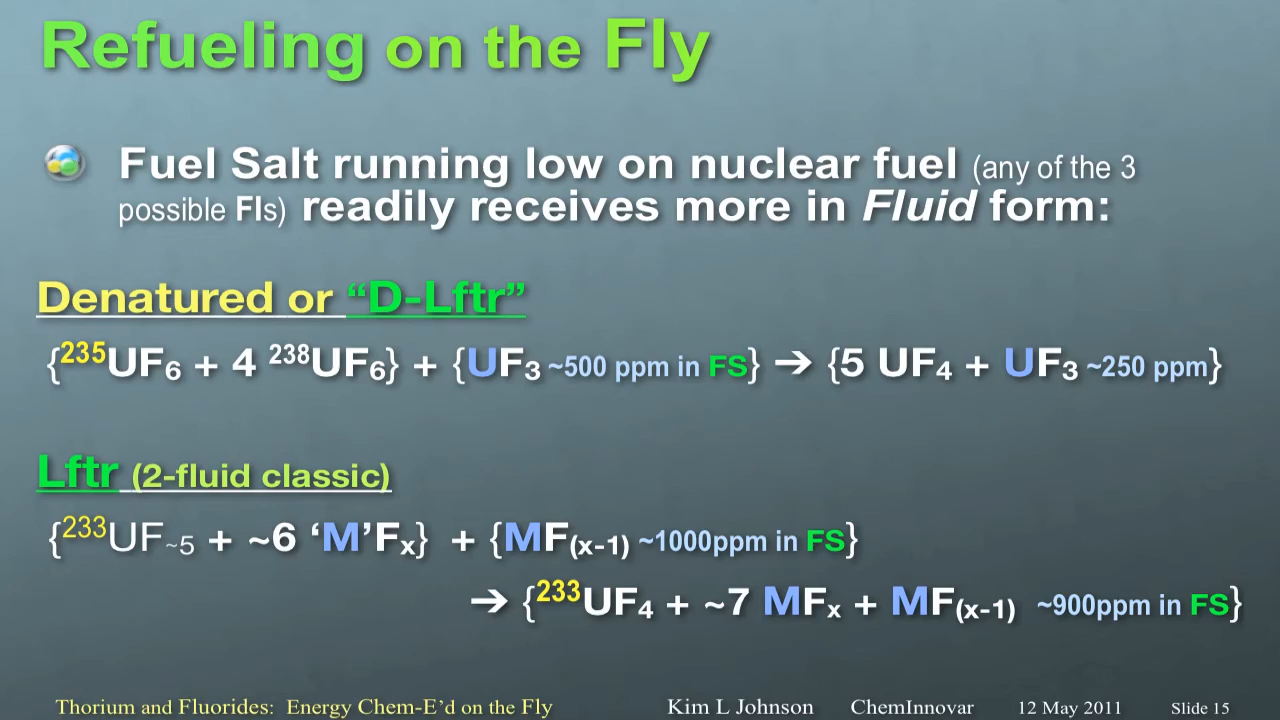 Refueling on the Fly
Fuel Salt running low on nuclear fuel (any of the 3
possible FIs) readily receives more in Fluid form:
Denatured or “D-Lftr”
{²³⁵UF₆ + 4 ²³⁸UF₆} + {UF₃ ~500 ppm in FS} ➔ {5 UF₄ + UF₃ ~250 ppm}
Lftr (2-fluid classic)
{²³³UF₋~₅ + ~6 ‘M’Fₓ} + {MF₍ₓ₋₁₎ ~1000ppm in FS}
➔ {²³³UF₄ + ~7 MFₓ + MF₍ₓ₋₁₎ ~900ppm in FS}
Thorium and Fluorides: Energy Chem-E’d on the Fly Kim L Johnson ChemInnovar 12 May 2011 Slide 15